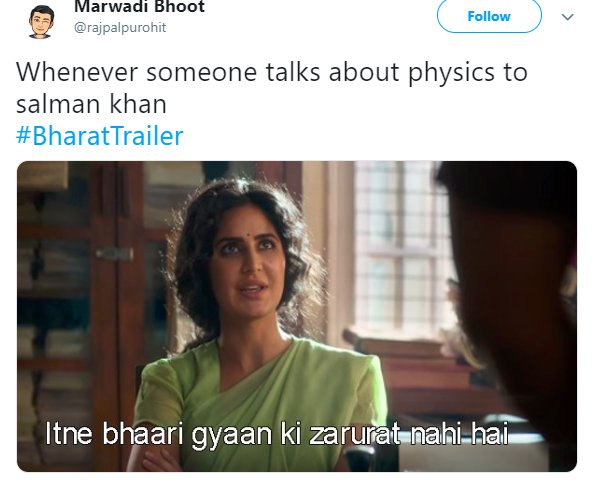 Marwadi Bhoot
@rajpalpurohit
Follow
Whenever someone talks about physics to
salman khan
#BharatTrailer
Itne bhaari gyaan ki zarurat nahi hai